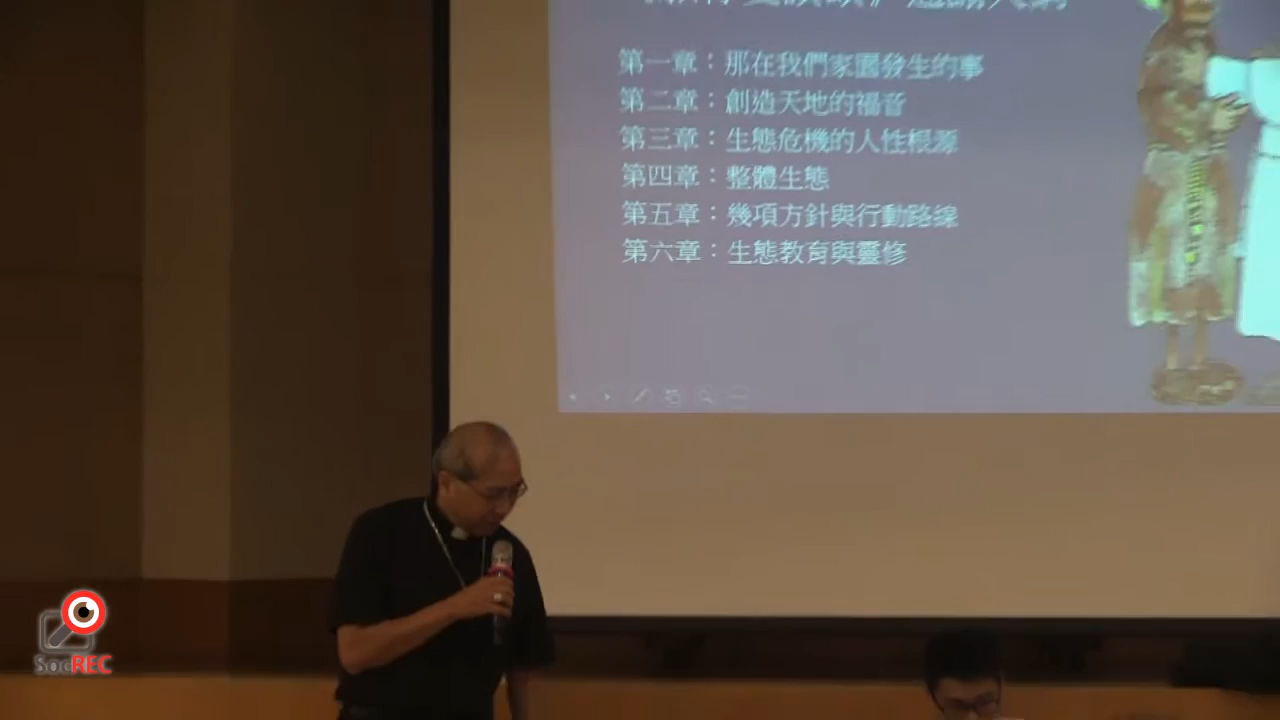 第一章：那在我們家園發生的事
第二章：創造天地的福音
第三章：生態危機的人性根源
第四章：整體生態
第五章：幾項方針與行動路線
第六章：生態教育與靈修
SocREC